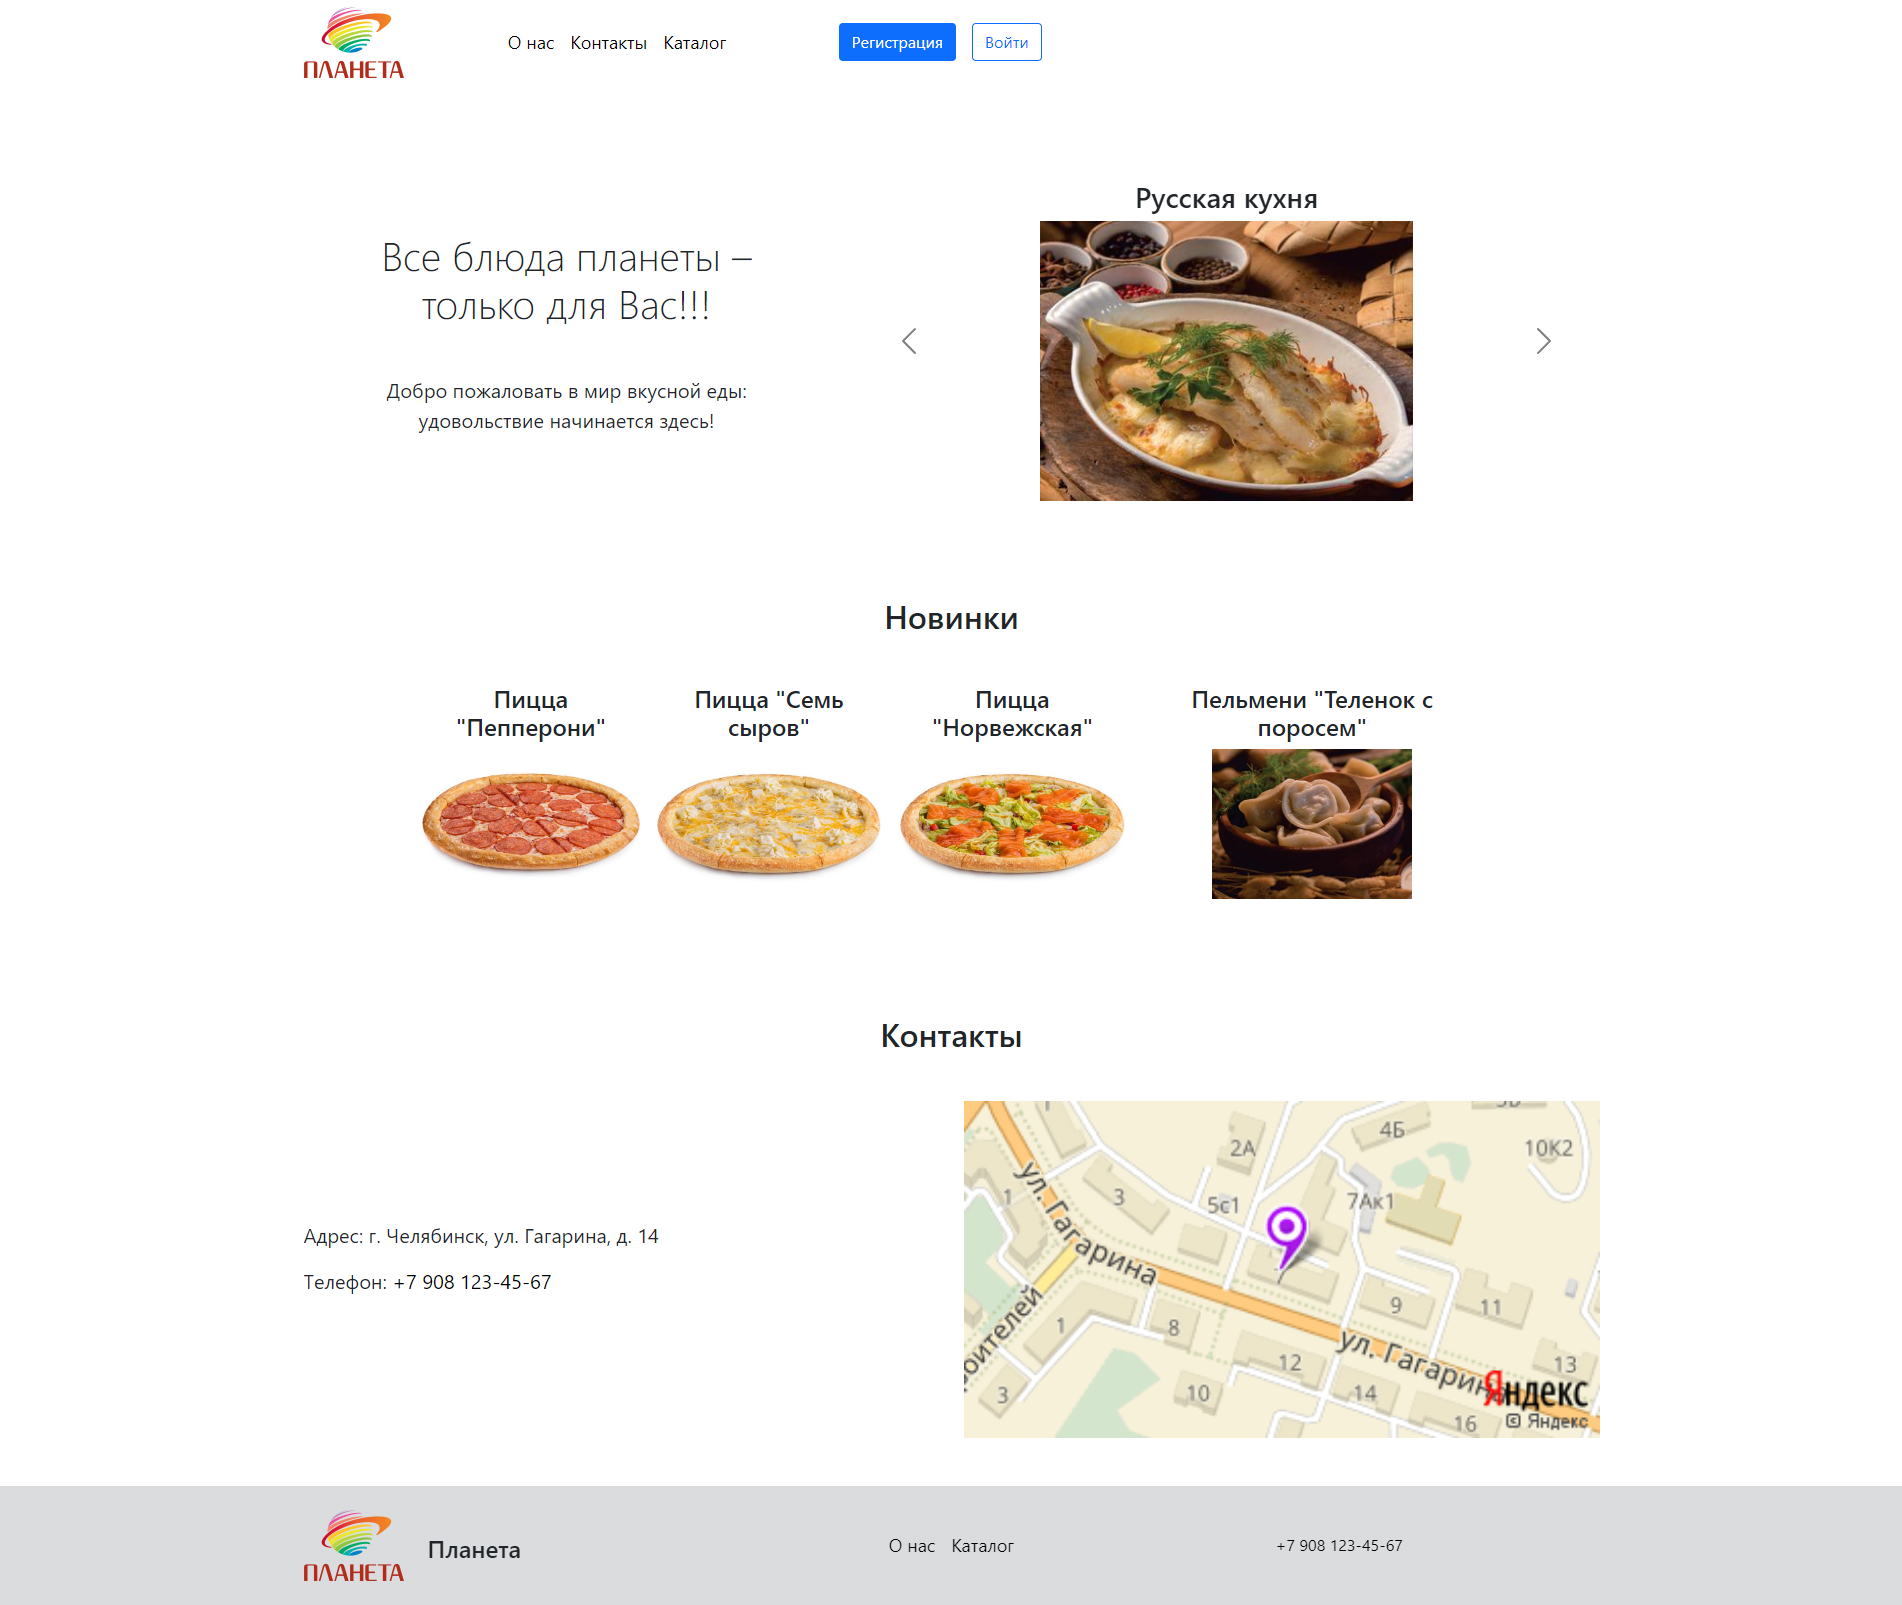 ПЛАНЕТА
О нас Контакты Каталог
Регистрация Войти
Все блюда планеты –
только для Вас!!!
Добро пожаловать в мир вкусной еды:
удовольствие начинается здесь!
Русская кухня
Новинки
Пицца
"Пепперони"
Пицца "Семь
сыров"
Пицца
"Норвежская"
Пельмени "Теленок с
поросем"
Контакты
Адрес: г. Челябинск, ул. Гагарина, д. 14
Телефон: +7 908 123-45-67
4Б
2А
10К2
1
3
5с1
7Ак1
ул. Гагарина
9
11
1
8
ул. Гагарина
12
13
3
10
14
16
Яндекс
© Яндекс
ПЛАНЕТА
Планета
О нас Каталог
+7 908 123-45-67